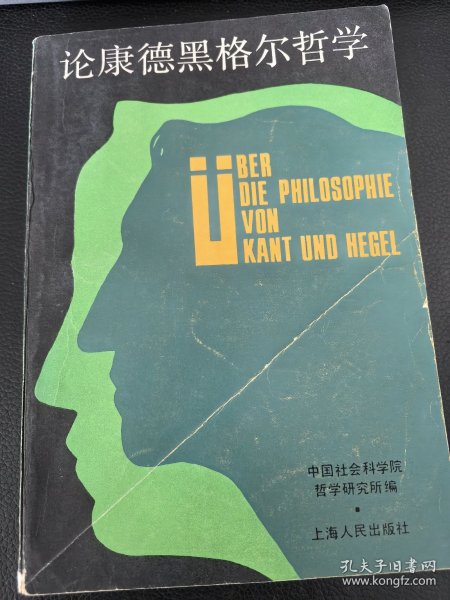 论康德黑格尔哲学
ÜBER
DIE PHILOSOPHIE
VON
KANT UND HEGEL
中国社会科学院
哲学研究所编
·
上海人民出版社
孔夫子旧书网
www.kongfz.com